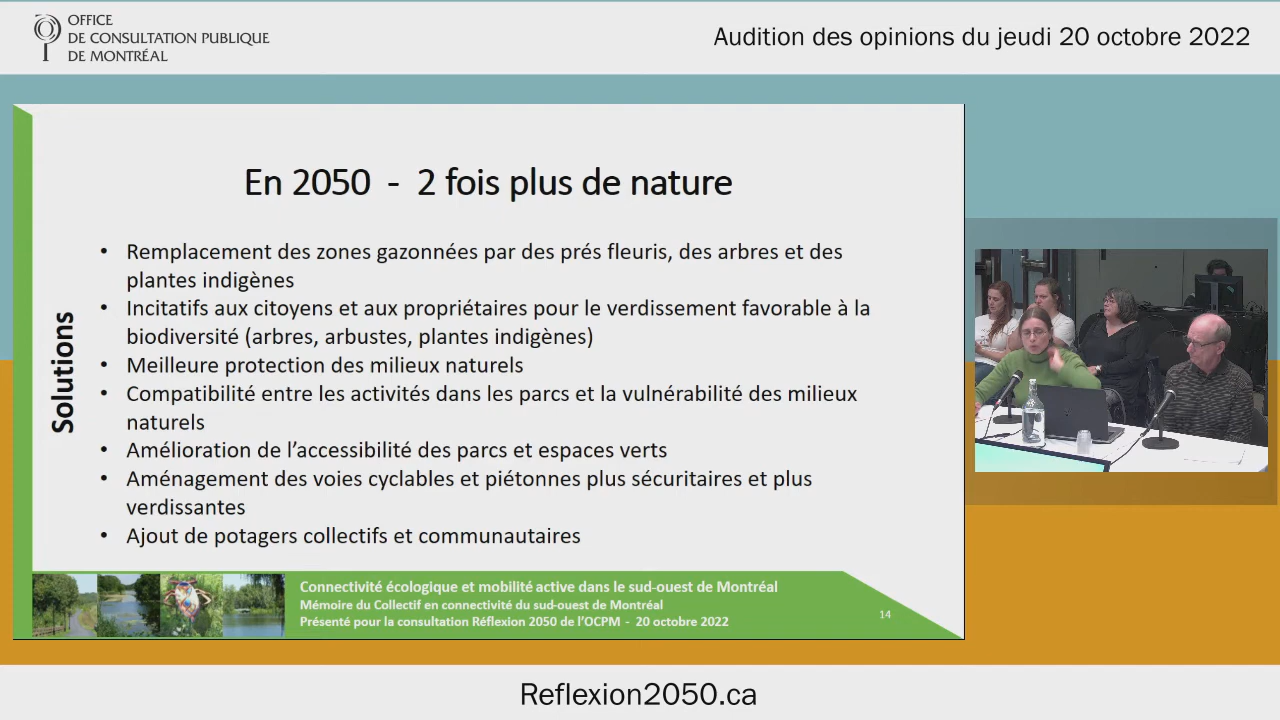 OFFICE
DE CONSULTATION PUBLIQUE
DE MONTRÉAL
Audition des opinions du jeudi 20 octobre 2022
En 2050 - 2 fois plus de nature
Solutions
• Remplacement des zones gazonnées par des prés fleuris, des arbres et des
plantes indigènes
• Incitatifs aux citoyens et aux propriétaires pour le verdissement favorable à la
biodiversité (arbres, arbustes, plantes indigènes)
• Meilleure protection des milieux naturels
• Compatibilité entre les activités dans les parcs et la vulnérabilité des milieux
naturels
• Amélioration de l'accessibilité des parcs et espaces verts
• Aménagement des voies cyclables et piétonnes plus sécuritaires et plus
verdissantes
• Ajout de potagers collectifs et communautaires
Connectivité écologique et mobilité active dans le sud-ouest de Montréal
Mémoire du Collectif en connectivité du sud-ouest de Montréal
Présenté pour la consultation Réflexion 2050 de l'OCPM - 20 octobre 2022
14
Reflexion2050.ca